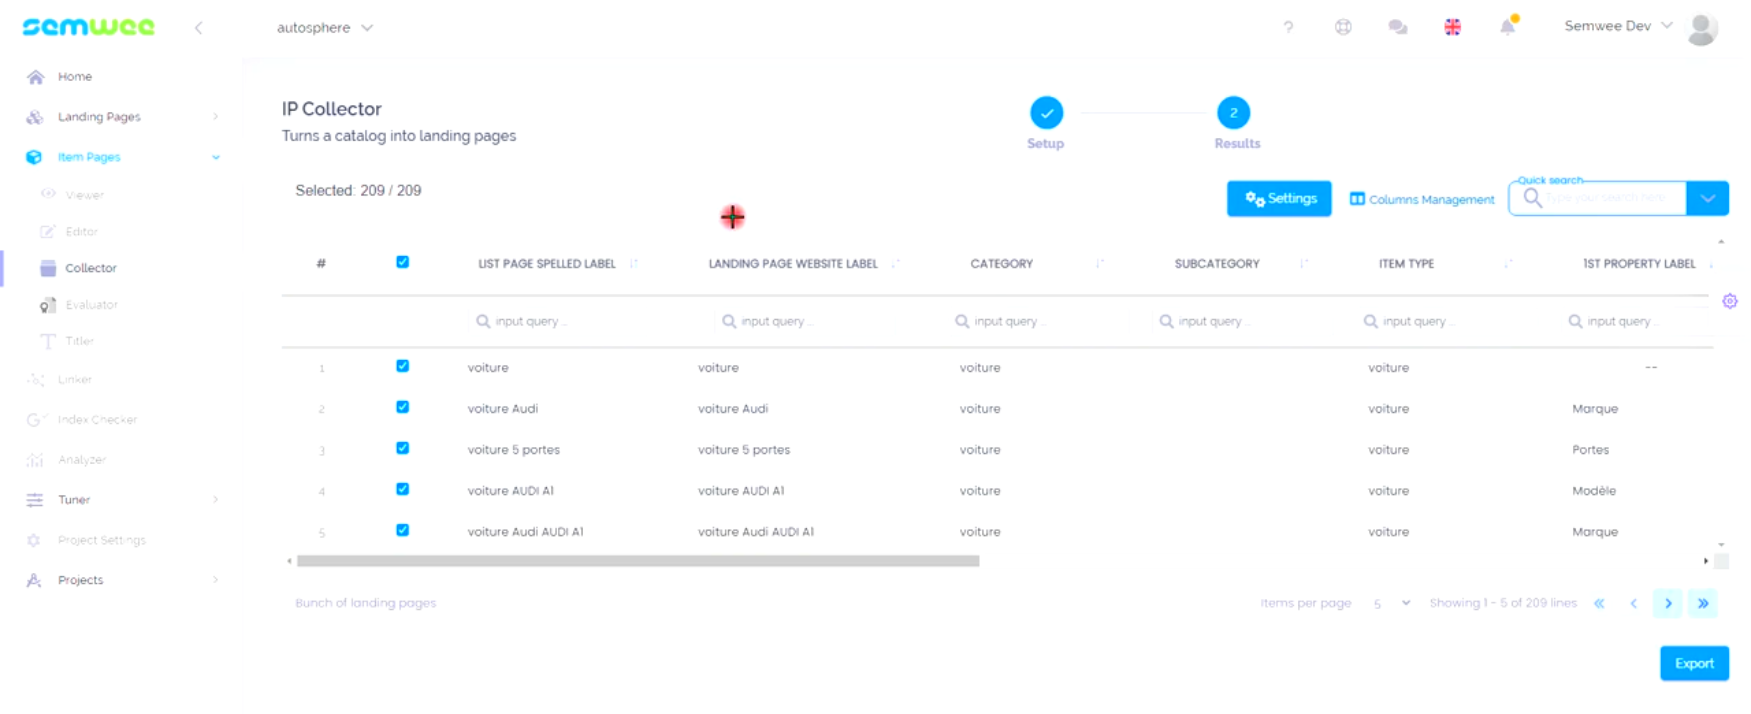 semwee
autosphere
?
Semwee Dev
Home
Landing Pages
Item Pages
Viewer
Editor
Collector
Evaluator
Titler
Linker
Index Checker
Analyzer
Tuner
Project Settings
Projects
IP Collector
Turns a catalog into landing pages
Setup
2
Results
Selected: 209 / 209
Settings
Columns Management
Quick search
Type your search here
# LIST PAGE SPELLED LABEL LANDING PAGE WEBSITE LABEL CATEGORY SUBCATEGORY ITEM TYPE 1ST PROPERTY LABEL
input query ... input query ... input query ... input query ... input query ... input query ...
1 voiture voiture voiture voiture --
2 voiture Audi voiture Audi voiture voiture Marque
3 voiture 5 portes voiture 5 portes voiture voiture Portes
4 voiture AUDI A1 voiture AUDI A1 voiture voiture Modèle
5 voiture Audi AUDI A1 voiture Audi AUDI A1 voiture voiture Marque
Bunch of landing pages
Items per page 5 Showing 1 - 5 of 209 lines
Export